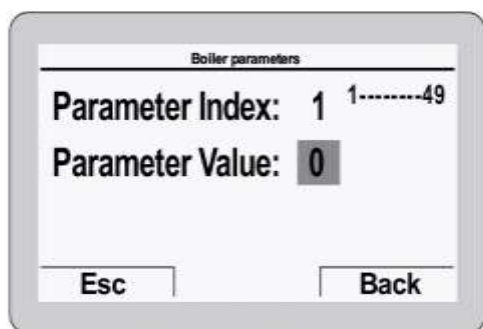 Boiler parameters
Parameter Index: 1 1--------49
Parameter Value: 0
Esc Back